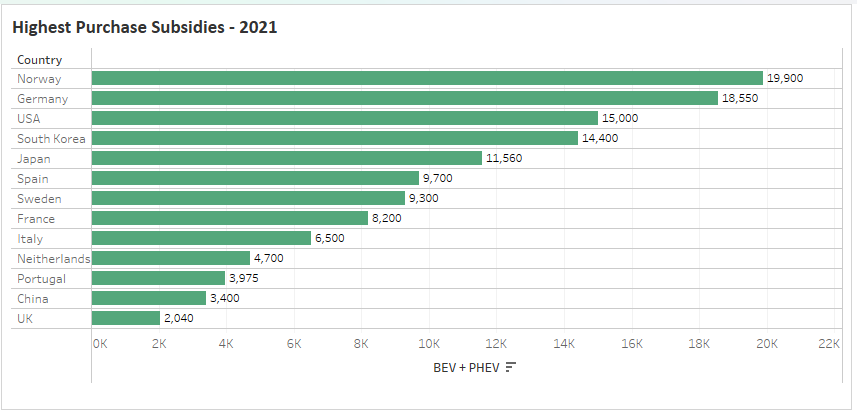 Highest Purchase Subsidies - 2021
Country
Norway 19,900
Germany 18,550
USA 15,000
South Korea 14,400
Japan 11,560
Spain 9,700
Sweden 9,300
France 8,200
Italy 6,500
Neitherlands 4,700
Portugal 3,975
China 3,400
UK 2,040
0K 2K 4K 6K 8K 10K 12K 14K 16K 18K 20K 22K
BEV + PHEV